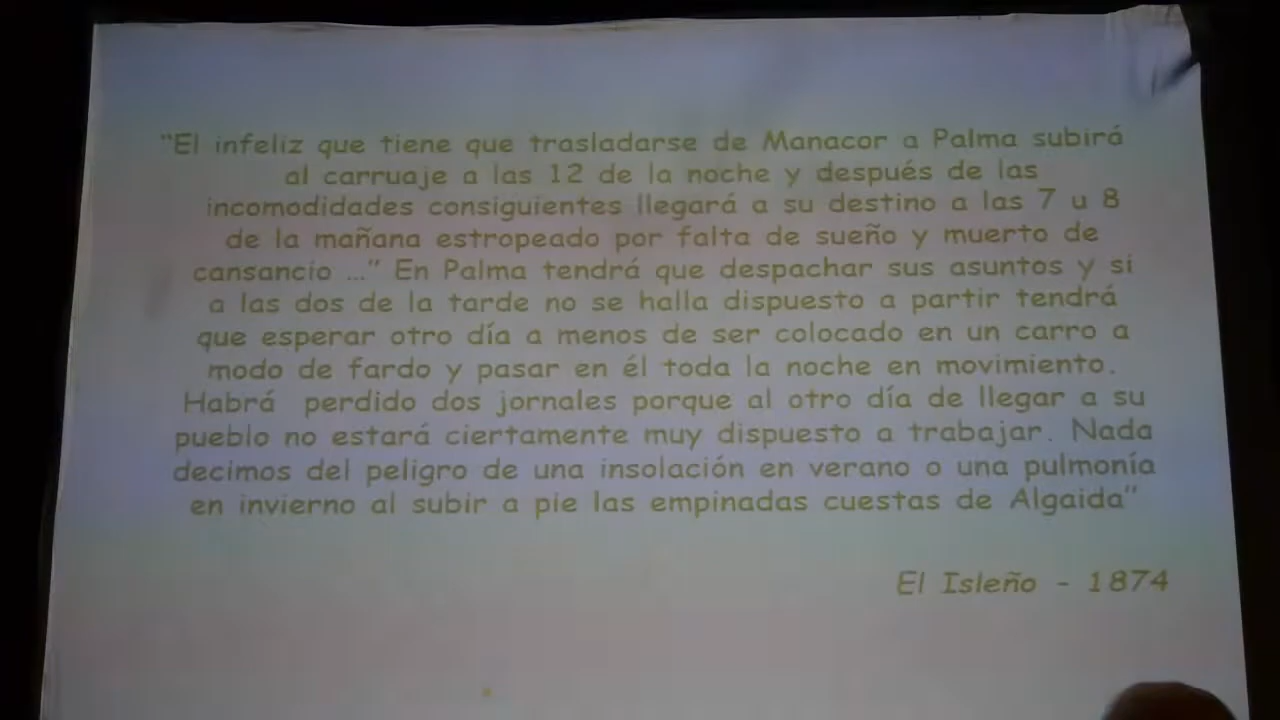 "El infeliz que tiene que trasladarse de Manacor a Palma subirá
al carruaje a las 12 de la noche y después de las
incomodidades consiguientes llegará a su destino a las 7 u 8
de la mañana estropeado por falta de sueño y muerto de
cansancio ..." En Palma tendrá que despachar sus asuntos y si
a las dos de la tarde no se halla dispuesto a partir tendrá
que esperar otro día a menos de ser colocado en un carro a
modo de fardo y pasar en él toda la noche en movimiento.
Habrá perdido dos jornales porque al otro día de llegar a su
pueblo no estará ciertamente muy dispuesto a trabajar. Nada
decimos del peligro de una insolación en verano o una pulmonía
en invierno al subir a pie las empinadas cuestas de Algaida"
El Isleño - 1874